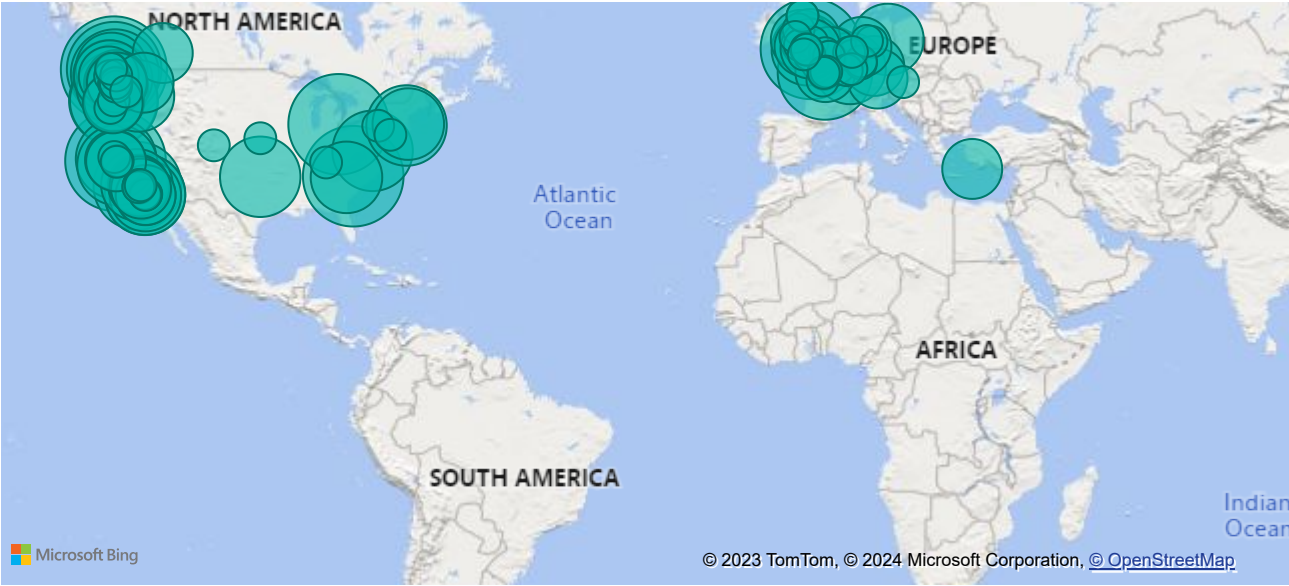 NORTH AMERICA
EUROPE
Atlantic
Ocean
AFRICA
SOUTH AMERICA
Indian
Ocean
Microsoft Bing
© 2023 TomTom, © 2024 Microsoft Corporation, © OpenStreetMap